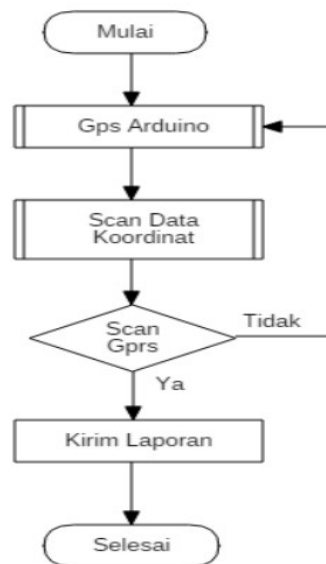 Mulai
Gps Arduino
Scan Data
Koordinat
Scan
Gprs
Tidak
Ya
Kirim Laporan
Selesai